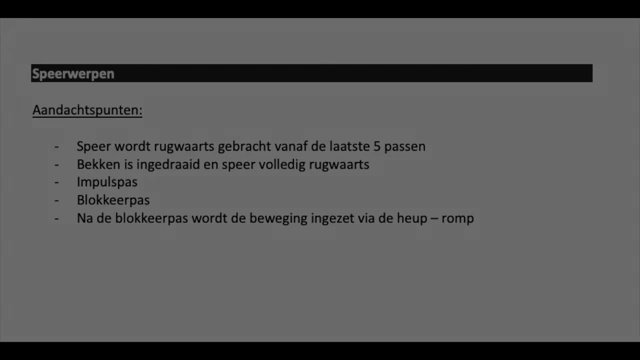 Speerwerpen
Aandachtspunten:
- Speer wordt rugwaarts gebracht vanaf de laatste 5 passen
- Bekken is ingedraaid en speer volledig rugwaarts
- Impulspas
- Blokkeerpas
- Na de blokkeerpas wordt de beweging ingezet via de heup – romp